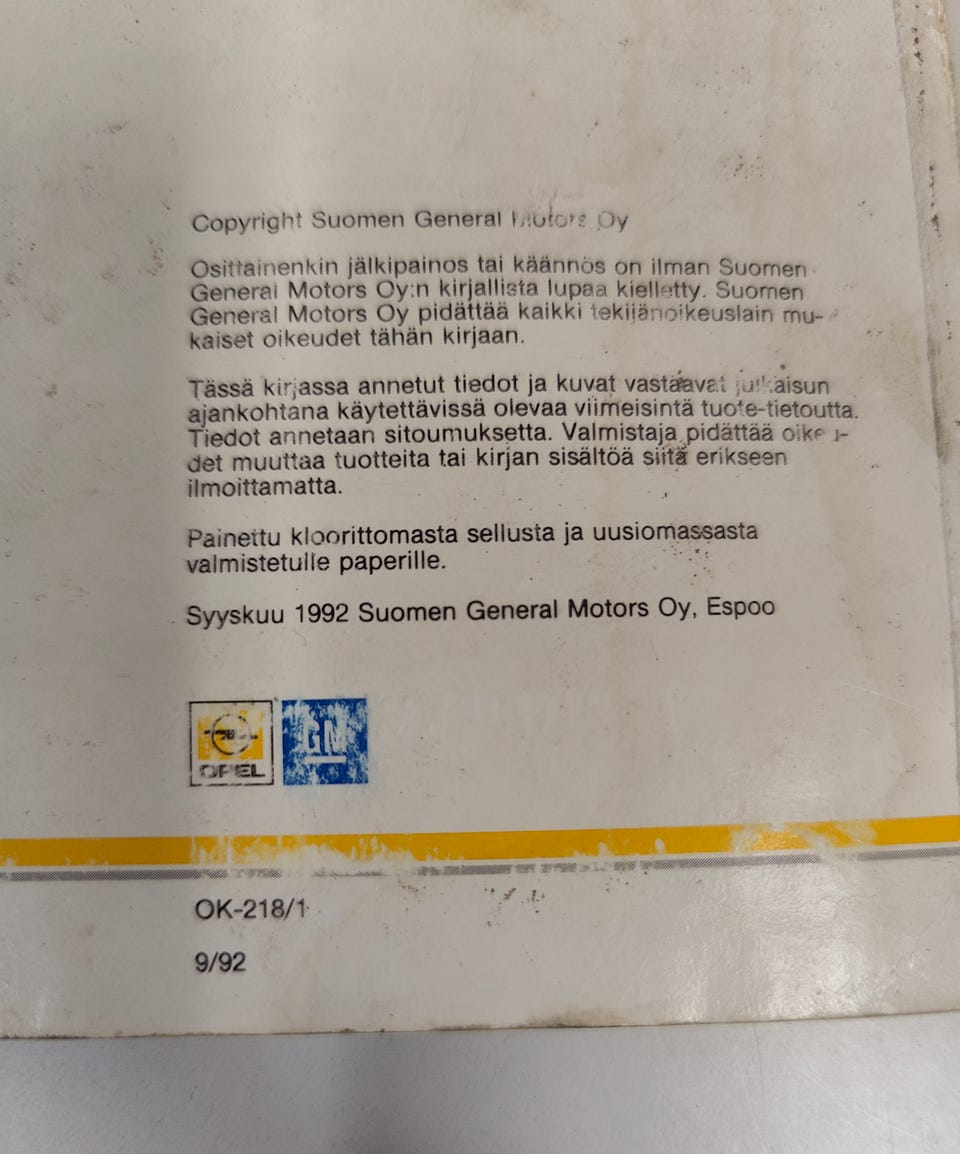 Copyright Suomen General Motors Oy
Osittainenkin jälkipainos tai käännös on ilman Suomen
General Motors Oy:n kirjallista lupaa kielletty. Suomen
General Motors Oy pidättää kaikki tekijänoikeuslain mu-
kaiset oikeudet tähän kirjaan.
Tässä kirjassa annetut tiedot ja kuvat vastaavat julkaisun
ajankohtana käytettävissä olevaa viimeisintä tuote-tietoutta.
Tiedot annetaan sitoumuksetta. Valmistaja pidättää oikeu-
det muuttaa tuotteita tai kirjan sisältöä siitä erikseen
ilmoittamatta.
Painettu kloorittomasta sellusta ja uusiomassasta
valmistetulle paperille.
Syyskuu 1992 Suomen General Motors Oy, Espoo
OPEL GM
OK-218/1
9/92